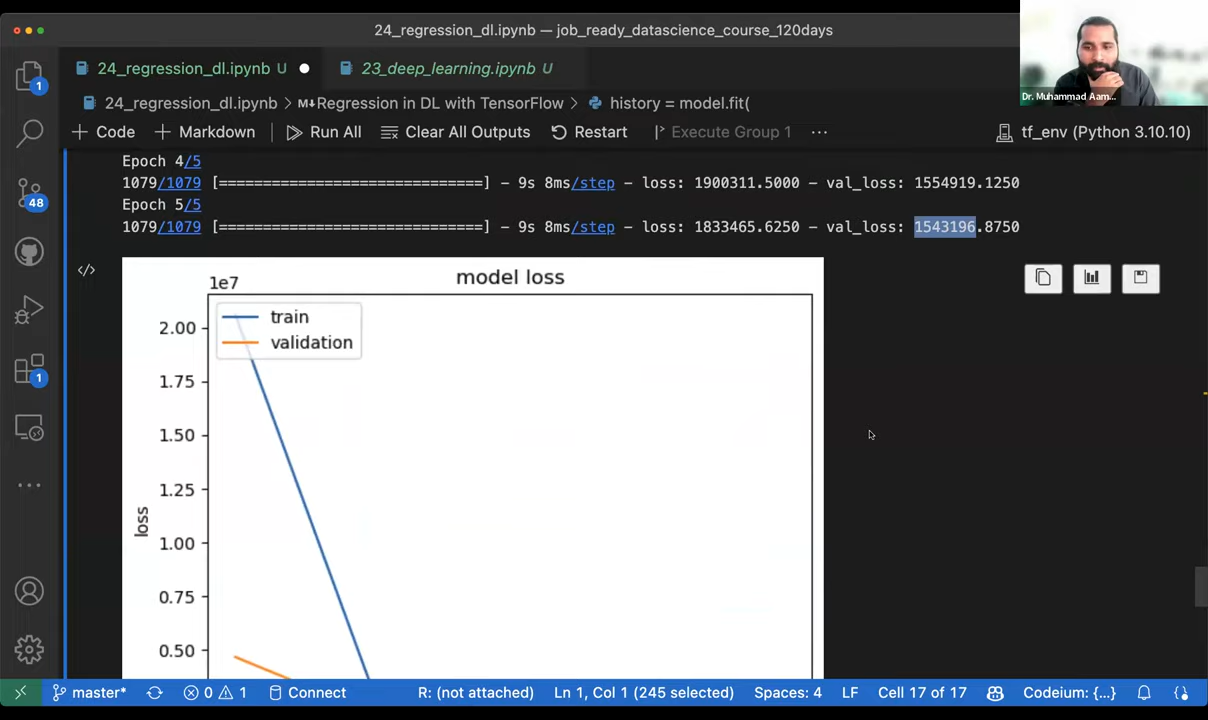 24_regression_dl.ipynb — job_ready_datascience_course_120days
Dr. Muhammad Aam...
24_regression_dl.ipynb U
23_deep_learning.ipynb U
24_regression_dl.ipynb > M↓Regression in DL with TensorFlow > history = model.fit(
+ Code + Markdown Run All Clear All Outputs Restart Execute Group 1 ... tf_env (Python 3.10.10)
Epoch 4/5
1079/1079 [==============================] – 9s 8ms/step – loss: 1900311.5000 – val_loss: 1554919.1250
Epoch 5/5
1079/1079 [==============================] – 9s 8ms/step – loss: 1833465.6250 – val_loss: 1543196.8750
1
48
1
model loss
1e7
train
validation
2.00
1.75
1.50
1.25
1.00
0.75
0.50
loss
master* 0 1 Connect R: (not attached) Ln 1, Col 1 (245 selected) Spaces: 4 LF Cell 17 of 17 Codeium: {...}